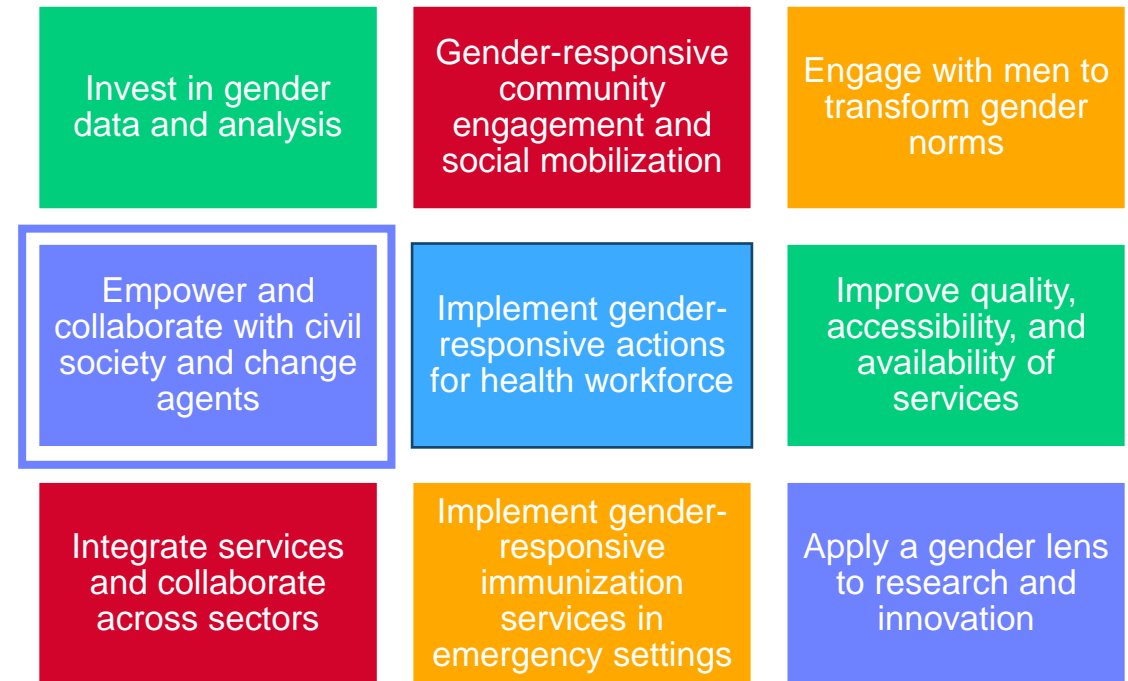 Invest in gender
data and analysis
Gender-responsive
community
engagement and
social mobilization
Engage with men to
transform gender
norms
Empower and
collaborate with civil
society and change
agents
Implement gender-
responsive actions
for health workforce
Improve quality,
accessibility, and
availability of
services
Integrate services
and collaborate
across sectors
Implement gender-
responsive
immunization
services in
emergency settings
Apply a gender lens
to research and
innovation